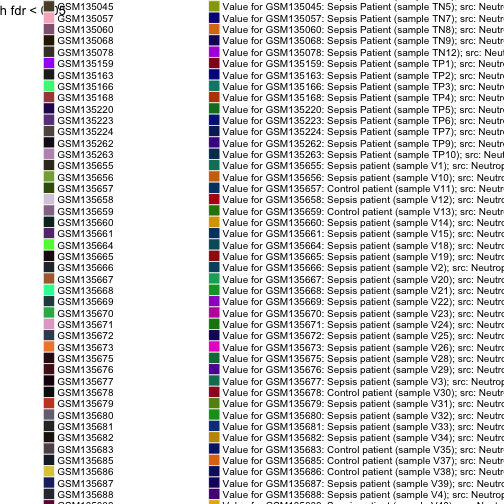 h fdr < 0.05
GSM135045 Value for GSM135045: Sepsis Patient (sample TN5); src: Neutr
GSM135057 Value for GSM135057: Sepsis Patient (sample TN7); src: Neutr
GSM135060 Value for GSM135060: Sepsis Patient (sample TN8); src: Neutr
GSM135068 Value for GSM135068: Sepsis Patient (sample TN9); src: Neutr
GSM135078 Value for GSM135078: Sepsis Patient (sample TN12); src: Neu
GSM135159 Value for GSM135159: Sepsis Patient (sample TP1); src: Neutr
GSM135163 Value for GSM135163: Sepsis Patient (sample TP2); src: Neutr
GSM135166 Value for GSM135166: Sepsis Patient (sample TP3); src: Neutr
GSM135168 Value for GSM135168: Sepsis Patient (sample TP4); src: Neutr
GSM135220 Value for GSM135220: Sepsis Patient (sample TP5); src: Neutr
GSM135223 Value for GSM135223: Sepsis Patient (sample TP6); src: Neutr
GSM135224 Value for GSM135224: Sepsis Patient (sample TP7); src: Neutr
GSM135262 Value for GSM135262: Sepsis Patient (sample TP9); src: Neutr
GSM135263 Value for GSM135263: Sepsis Patient (sample TP10); src: Neut
GSM135655 Value for GSM135655: Sepsis patient (sample V1); src: Neutrop
GSM135656 Value for GSM135656: Sepsis patient (sample V10); src: Neutro
GSM135657 Value for GSM135657: Control patient (sample V11); src: Neutr
GSM135658 Value for GSM135658: Sepsis patient (sample V12); src: Neutro
GSM135659 Value for GSM135659: Control patient (sample V13); src: Neutr
GSM135660 Value for GSM135660: Sepsis patient (sample V14); src: Neutro
GSM135661 Value for GSM135661: Sepsis patient (sample V15); src: Neutro
GSM135664 Value for GSM135664: Sepsis patient (sample V18); src: Neutro
GSM135665 Value for GSM135665: Sepsis patient (sample V19); src: Neutro
GSM135666 Value for GSM135666: Sepsis patient (sample V2); src: Neutrop
GSM135667 Value for GSM135667: Sepsis patient (sample V20); src: Neutro
GSM135668 Value for GSM135668: Sepsis patient (sample V21); src: Neutro
GSM135669 Value for GSM135669: Sepsis patient (sample V22); src: Neutro
GSM135670 Value for GSM135670: Sepsis patient (sample V23); src: Neutro
GSM135671 Value for GSM135671: Sepsis patient (sample V24); src: Neutro
GSM135672 Value for GSM135672: Sepsis patient (sample V25); src: Neutro
GSM135673 Value for GSM135673: Sepsis patient (sample V26); src: Neutro
GSM135675 Value for GSM135675: Sepsis patient (sample V28); src: Neutro
GSM135676 Value for GSM135676: Sepsis patient (sample V29); src: Neutro
GSM135677 Value for GSM135677: Sepsis patient (sample V3); src: Neutrop
GSM135678 Value for GSM135678: Control patient (sample V30); src: Neutr
GSM135679 Value for GSM135679: Sepsis patient (sample V31); src: Neutro
GSM135680 Value for GSM135680: Sepsis patient (sample V32); src: Neutro
GSM135681 Value for GSM135681: Sepsis patient (sample V33); src: Neutro
GSM135682 Value for GSM135682: Sepsis patient (sample V34); src: Neutro
GSM135683 Value for GSM135683: Control patient (sample V35); src: Neutr
GSM135685 Value for GSM135685: Control patient (sample V37); src: Neutr
GSM135686 Value for GSM135686: Control patient (sample V38); src: Neutr
GSM135687 Value for GSM135687: Sepsis patient (sample V39); src: Neutro
GSM135688 Value for GSM135688: Sepsis patient (sample V4); src: Neutrop